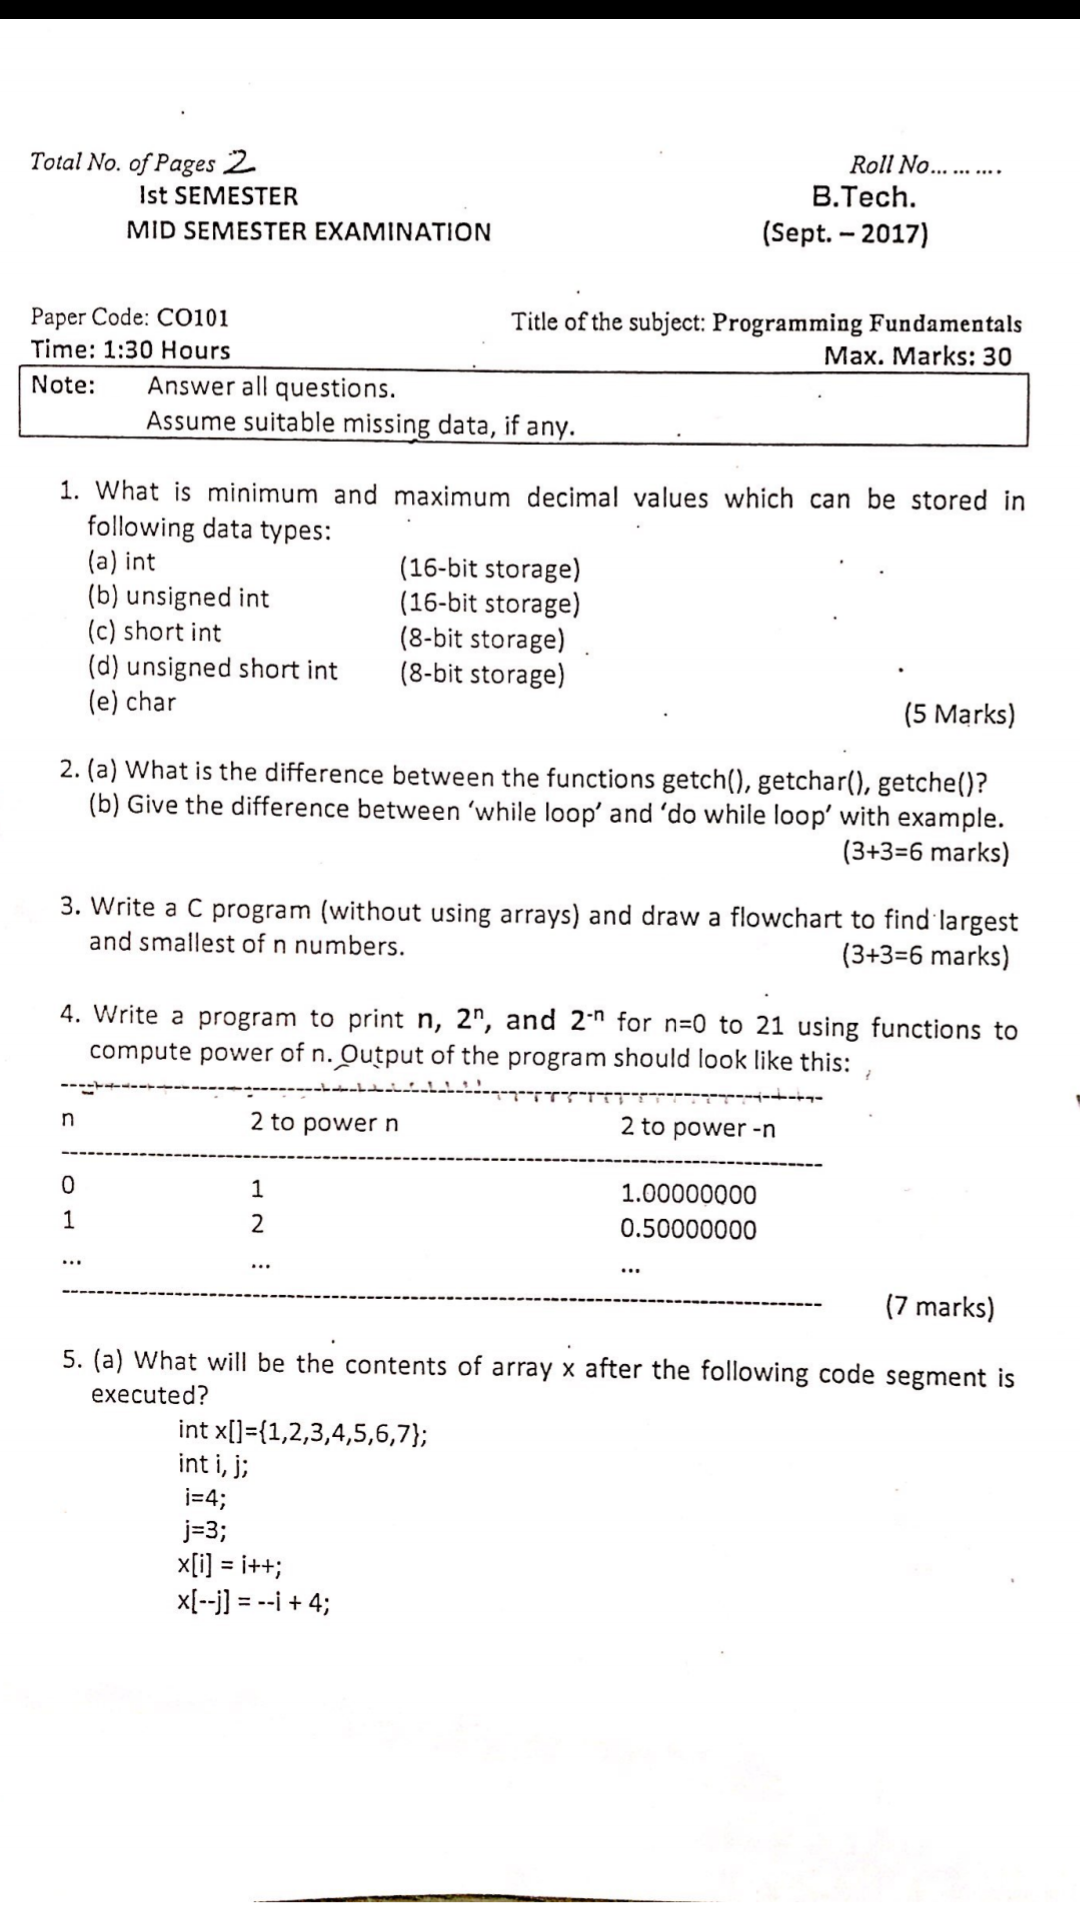 Total No. of Pages 2 Roll No... ... ....
Ist SEMESTER B.Tech.
MID SEMESTER EXAMINATION (Sept. – 2017)
Paper Code: CO101 Title of the subject: Programming Fundamentals
Time: 1:30 Hours Max. Marks: 30
Note: Answer all questions.
Assume suitable missing data, if any.
1. What is minimum and maximum decimal values which can be stored in
following data types:
(a) int (16-bit storage)
(b) unsigned int (16-bit storage)
(c) short int (8-bit storage)
(d) unsigned short int (8-bit storage)
(e) char (5 Marks)
2. (a) What is the difference between the functions getch(), getchar(), getche()?
(b) Give the difference between ‘while loop’ and ‘do while loop’ with example.
(3+3=6 marks)
3. Write a C program (without using arrays) and draw a flowchart to find largest
and smallest of n numbers. (3+3=6 marks)
4. Write a program to print n, 2ⁿ, and 2⁻ⁿ for n=0 to 21 using functions to
compute power of n. Output of the program should look like this:
n 2 to power n 2 to power -n
0 1 1.00000000
1 2 0.50000000
... ... ...
(7 marks)
5. (a) What will be the contents of array x after the following code segment is
executed?
int x[]={1,2,3,4,5,6,7};
int i, j;
i=4;
j=3;
x[i] = i++;
x[--j] = --i + 4;